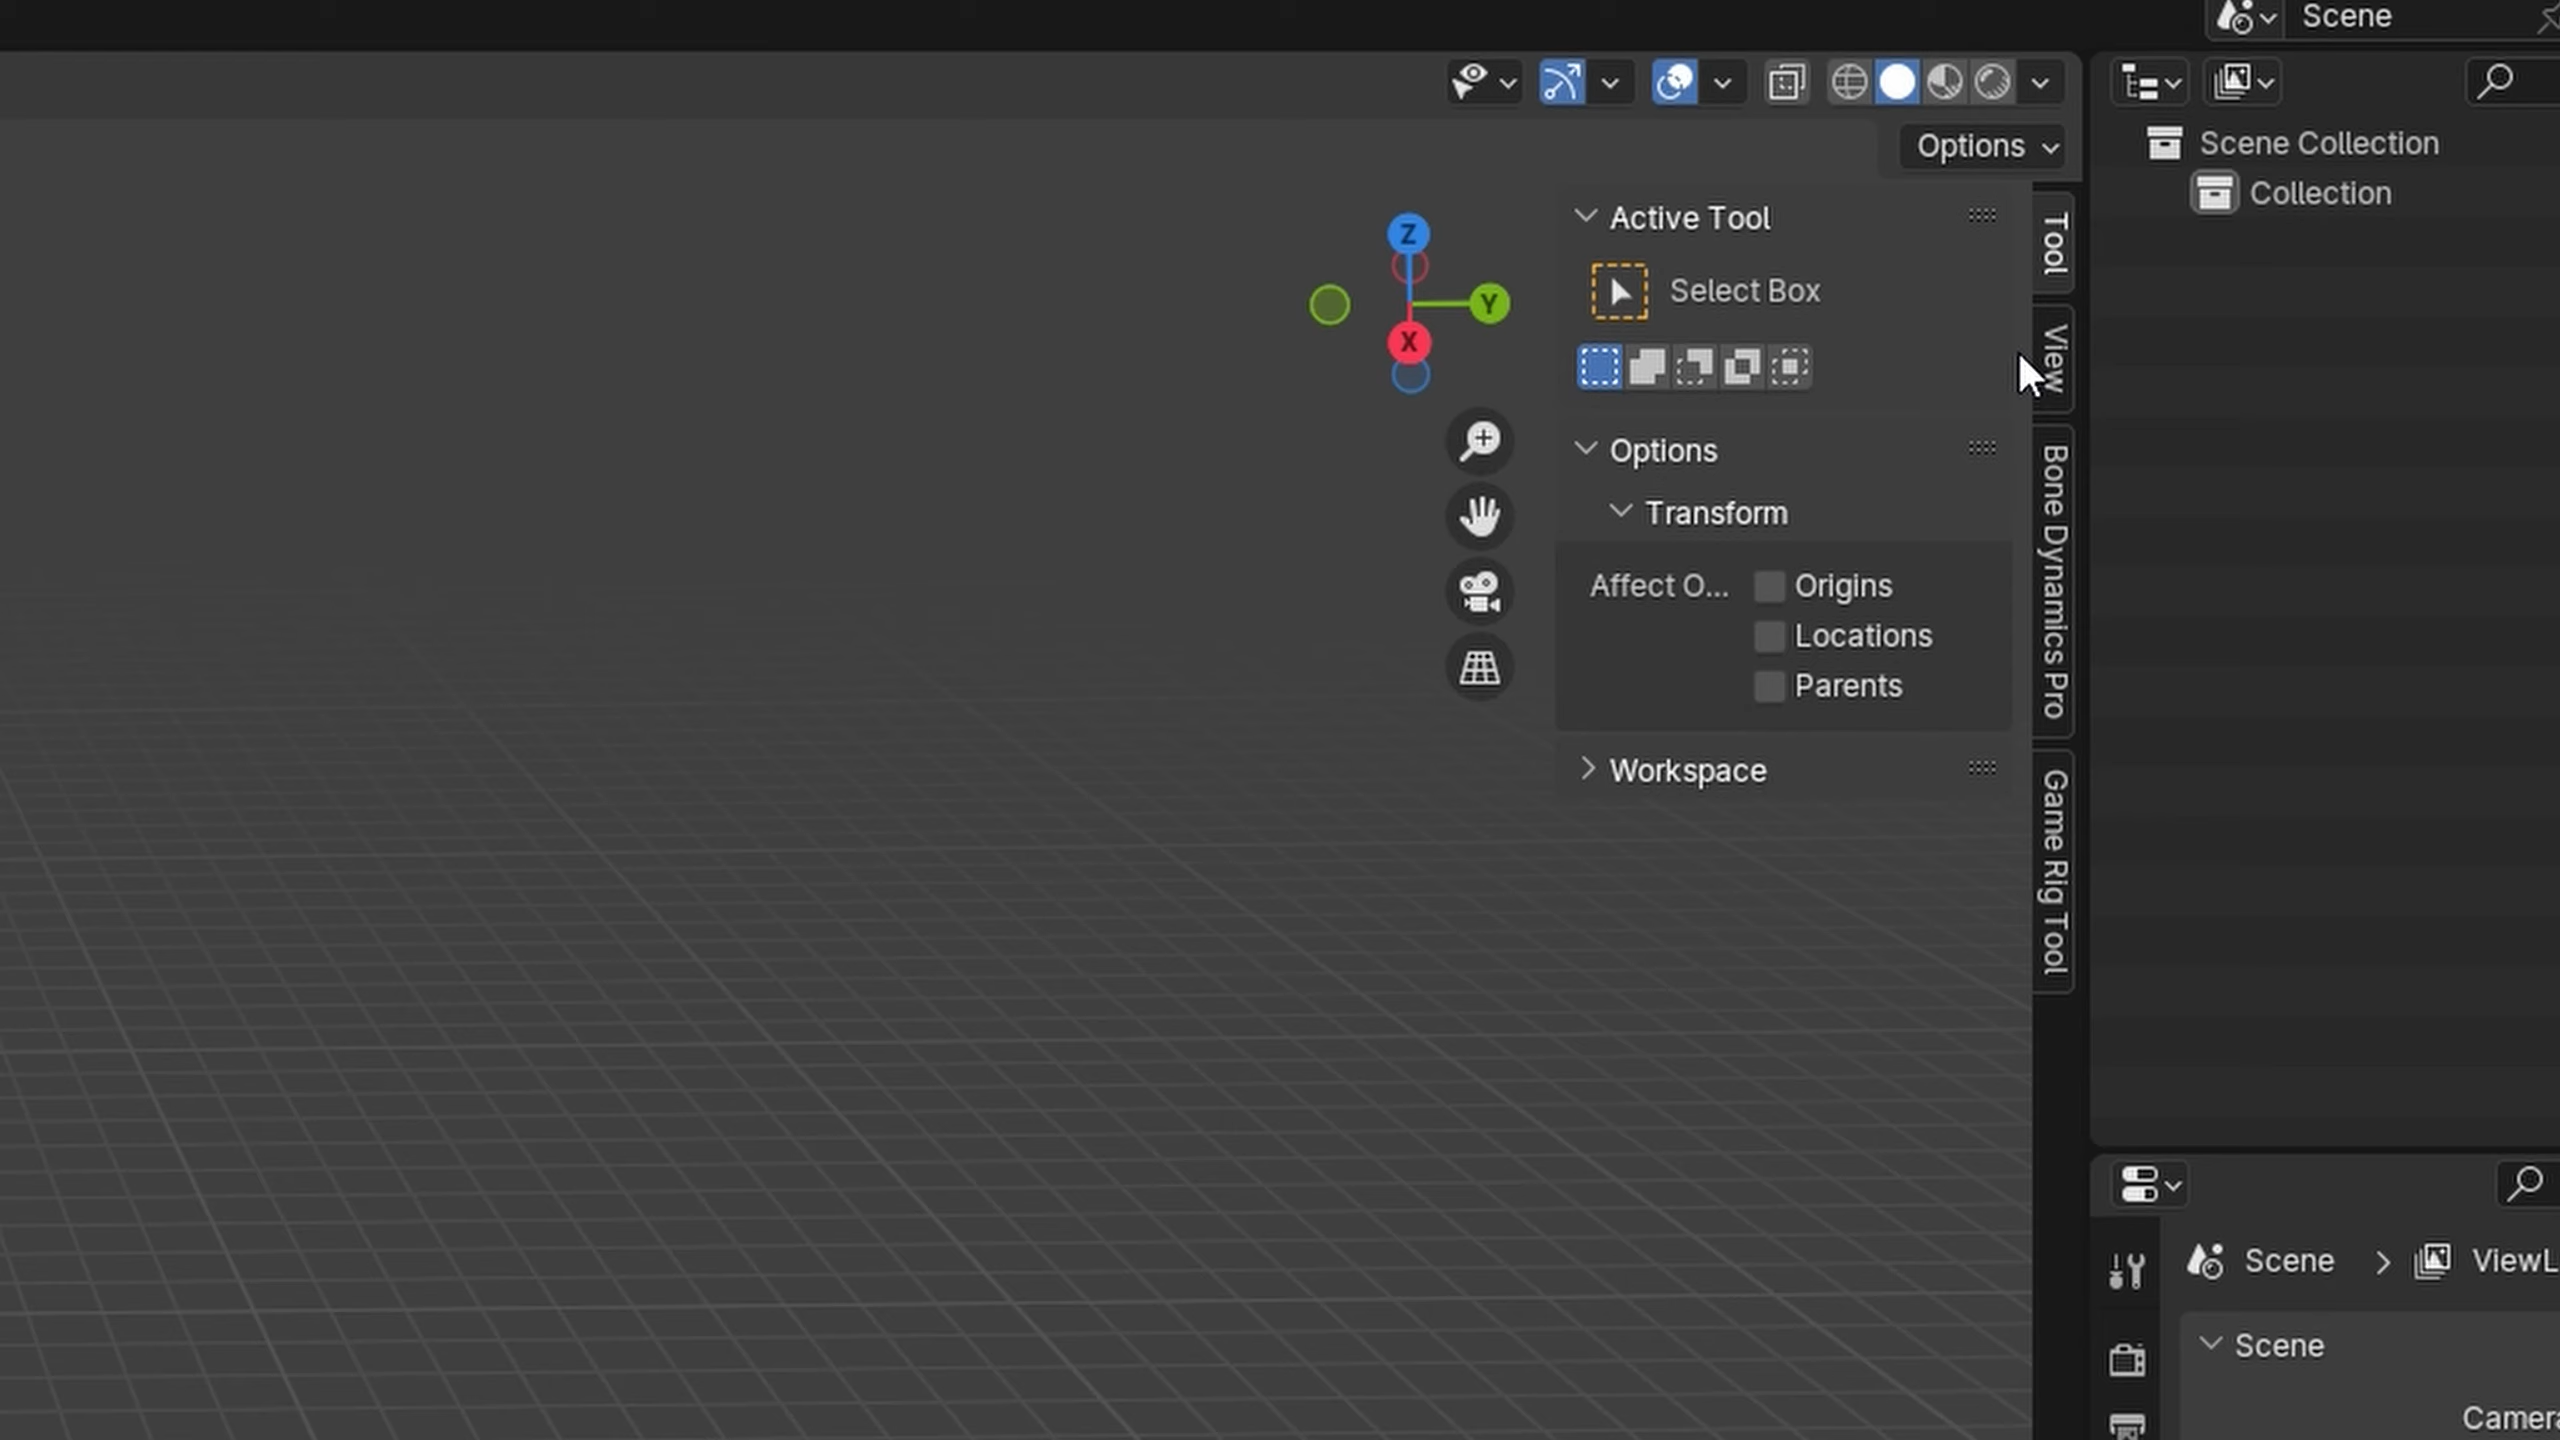 Scene
Options
Scene Collection
Collection
Z
Y
X
Active Tool
Select Box
Options
Transform
Affect O...
Origins
Locations
Parents
Workspace
Tool
View
Bone Dynamics Pro
Game Rig Tool
Scene
ViewL
Scene
Camera